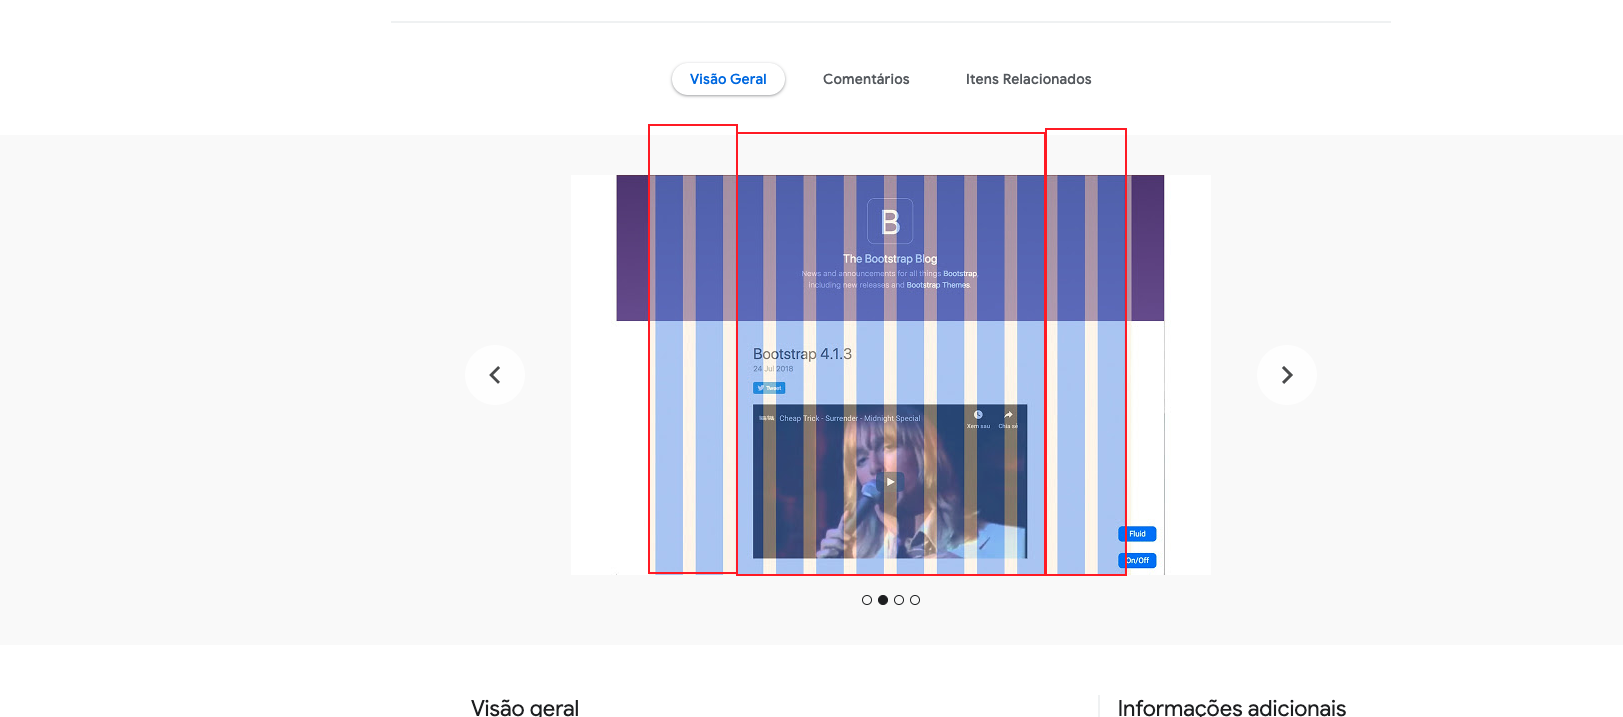 Visão Geral
Comentários
Itens Relacionados
B
The Bootstrap Blog
News and announcements for all things Bootstrap,
including new releases and Bootstrap Themes.
Bootstrap 4.1.3
24 Jul 2018
Tweet
Cheap Trick - Surrender - Midnight Special
Xem sau
Chia sẻ
Fluid
On/Off
Visão geral
Informações adicionais